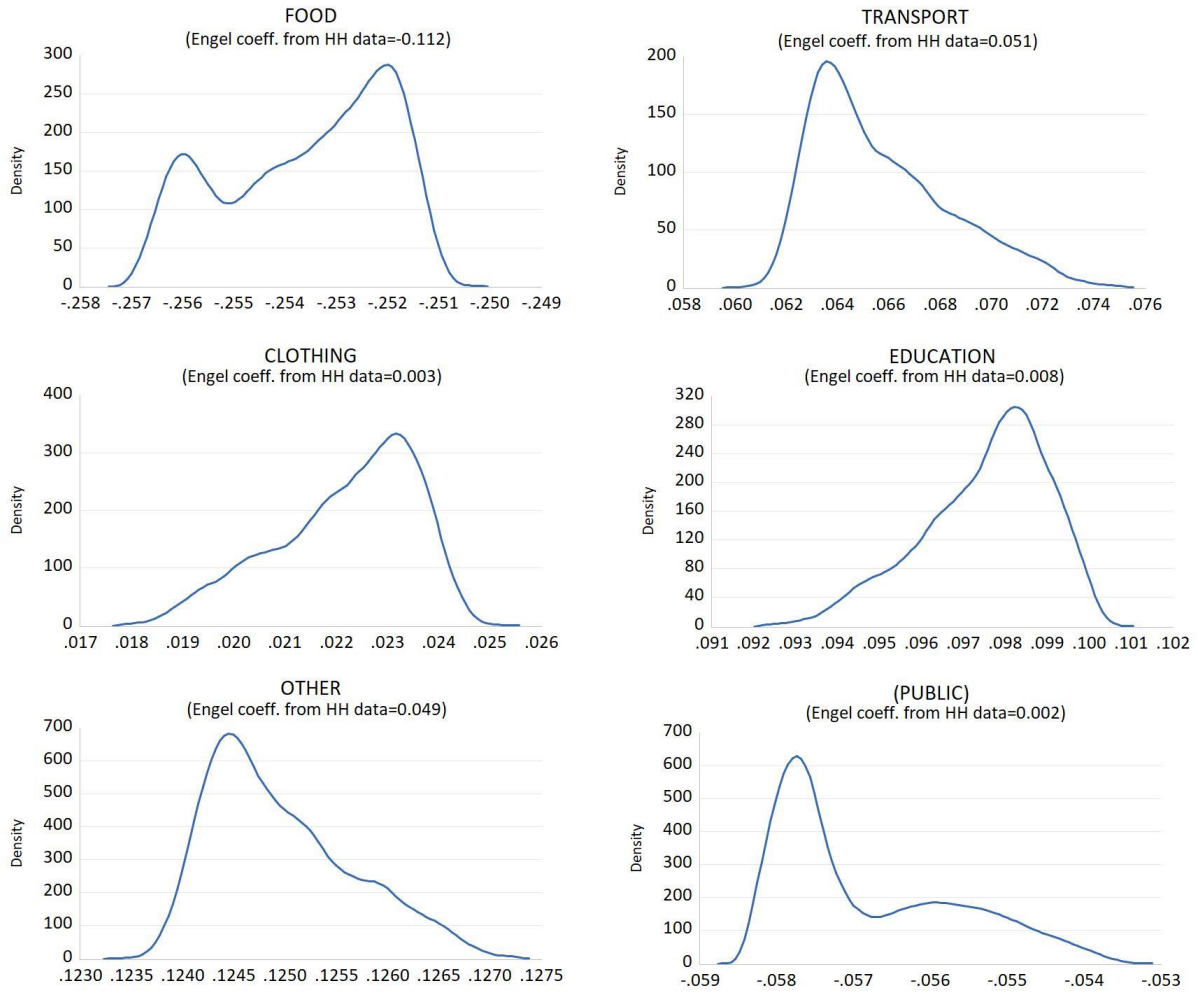 FOOD
(Engel coeff. from HH data=-0.112)
300
250
200
150
100
50
0
Density
-.258 -.257 -.256 -.255 -.254 -.253 -.252 -.251 -.250 -.249
TRANSPORT
(Engel coeff. from HH data=0.051)
200
150
100
50
0
Density
.058 .060 .062 .064 .066 .068 .070 .072 .074 .076
CLOTHING
(Engel coeff. from HH data=0.003)
400
300
200
100
0
Density
.017 .018 .019 .020 .021 .022 .023 .024 .025 .026
EDUCATION
(Engel coeff. from HH data=0.008)
320
280
240
200
160
120
80
40
0
Density
.091 .092 .093 .094 .095 .096 .097 .098 .099 .100 .101 .102
OTHER
(Engel coeff. from HH data=0.049)
700
600
500
400
300
200
100
0
Density
.1230 .1235 .1240 .1245 .1250 .1255 .1260 .1265 .1270 .1275
(PUBLIC)
(Engel coeff. from HH data=0.002)
700
600
500
400
300
200
100
0
Density
-.059 -.058 -.057 -.056 -.055 -.054 -.053